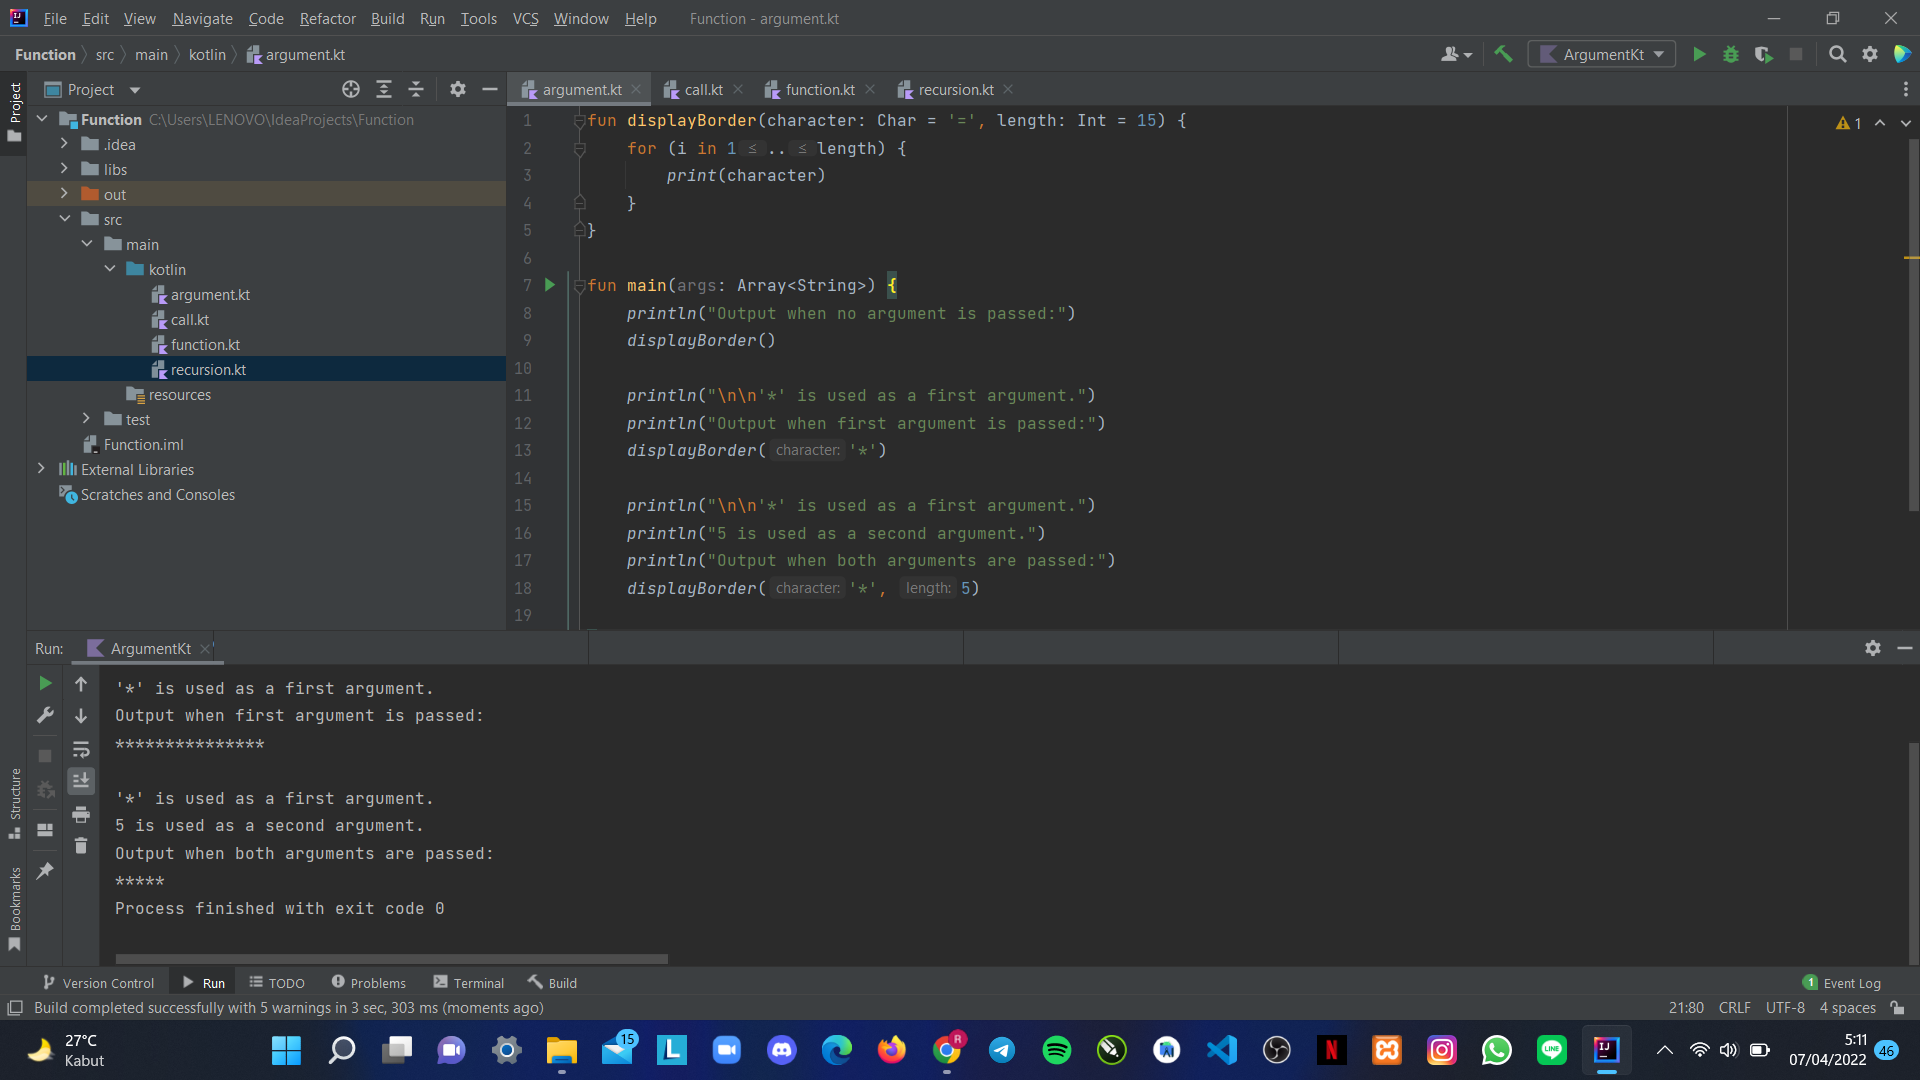 File Edit View Navigate Code Refactor Build Run Tools VCS Window Help Function - argument.kt
Function src main kotlin argument.kt ArgumentKt
Project argument.kt call.kt function.kt recursion.kt
Project
Function C:\Users\LENOVO\IdeaProjects\Function
.idea
libs
out
src
main
kotlin
argument.kt
call.kt
function.kt
recursion.kt
resources
test
Function.iml
External Libraries
Scratches and Consoles
1 fun displayBorder(character: Char = '=', length: Int = 15) {
2 for (i in 1 ≤ .. ≤ length) {
3 print(character)
4 }
5 }
6
7 fun main(args: Array<String>) {
8 println("Output when no argument is passed:")
9 displayBorder()
10
11 println("\n\n'*' is used as a first argument.")
12 println("Output when first argument is passed:")
13 displayBorder( character: '*')
14
15 println("\n\n'*' is used as a first argument.")
16 println("5 is used as a second argument.")
17 println("Output when both arguments are passed:")
18 displayBorder( character: '*', length: 5)
19
1
Run: ArgumentKt
'*' is used as a first argument.
Output when first argument is passed:
***************
'*' is used as a first argument.
5 is used as a second argument.
Output when both arguments are passed:
*****
Process finished with exit code 0
Structure
Bookmarks
Version Control Run TODO Problems Terminal Build 1 Event Log
Build completed successfully with 5 warnings in 3 sec, 303 ms (moments ago) 21:80 CRLF UTF-8 4 spaces
27°C
Kabut
15
L
R
N
LINE
IJ
5:11
07/04/2022
46